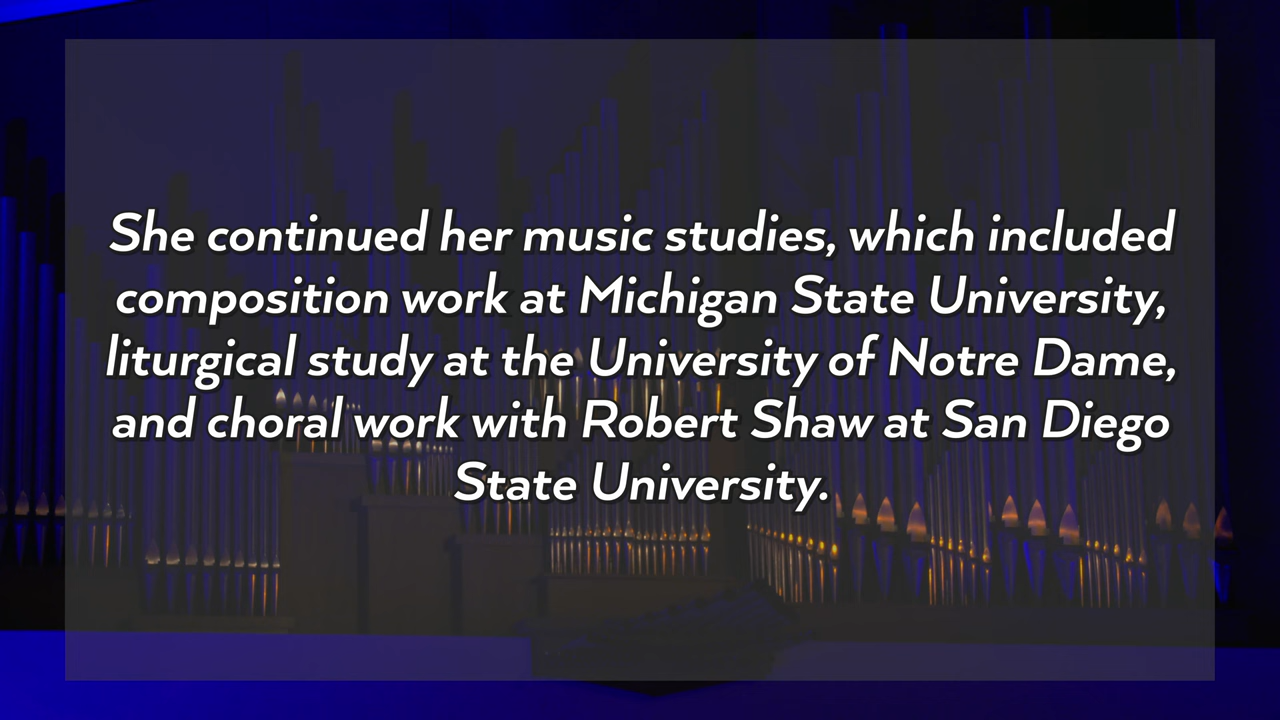 She continued her music studies, which included
composition work at Michigan State University,
liturgical study at the University of Notre Dame,
and choral work with Robert Shaw at San Diego
State University.